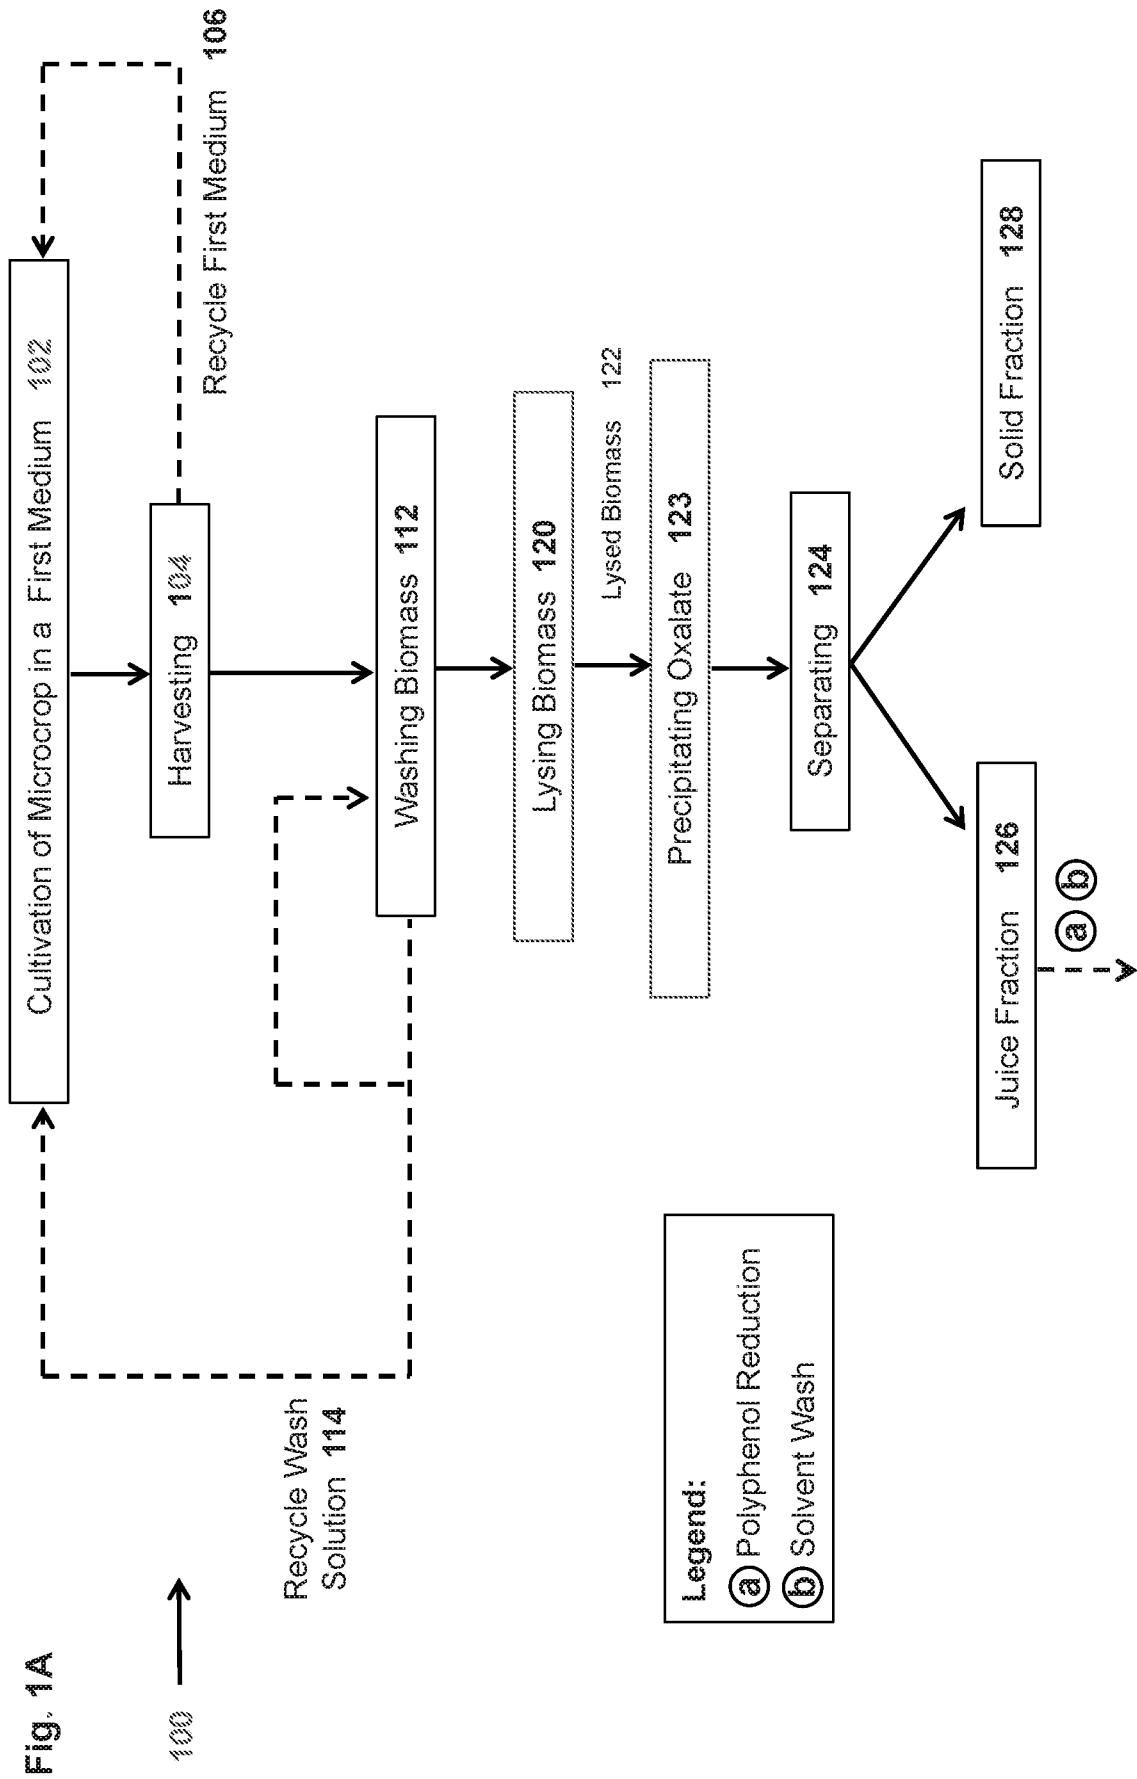 Fig. 1A
100
Cultivation of Microcrop in a First Medium 102
Harvesting 104
Recycle First Medium 106
Recycle Wash
Solution 114
Washing Biomass 112
Lysing Biomass 120
Lysed Biomass 122
Precipitating Oxalate 123
Separating 124
Juice Fraction 126
Solid Fraction 128
a b
Legend:
a Polyphenol Reduction
b Solvent Wash